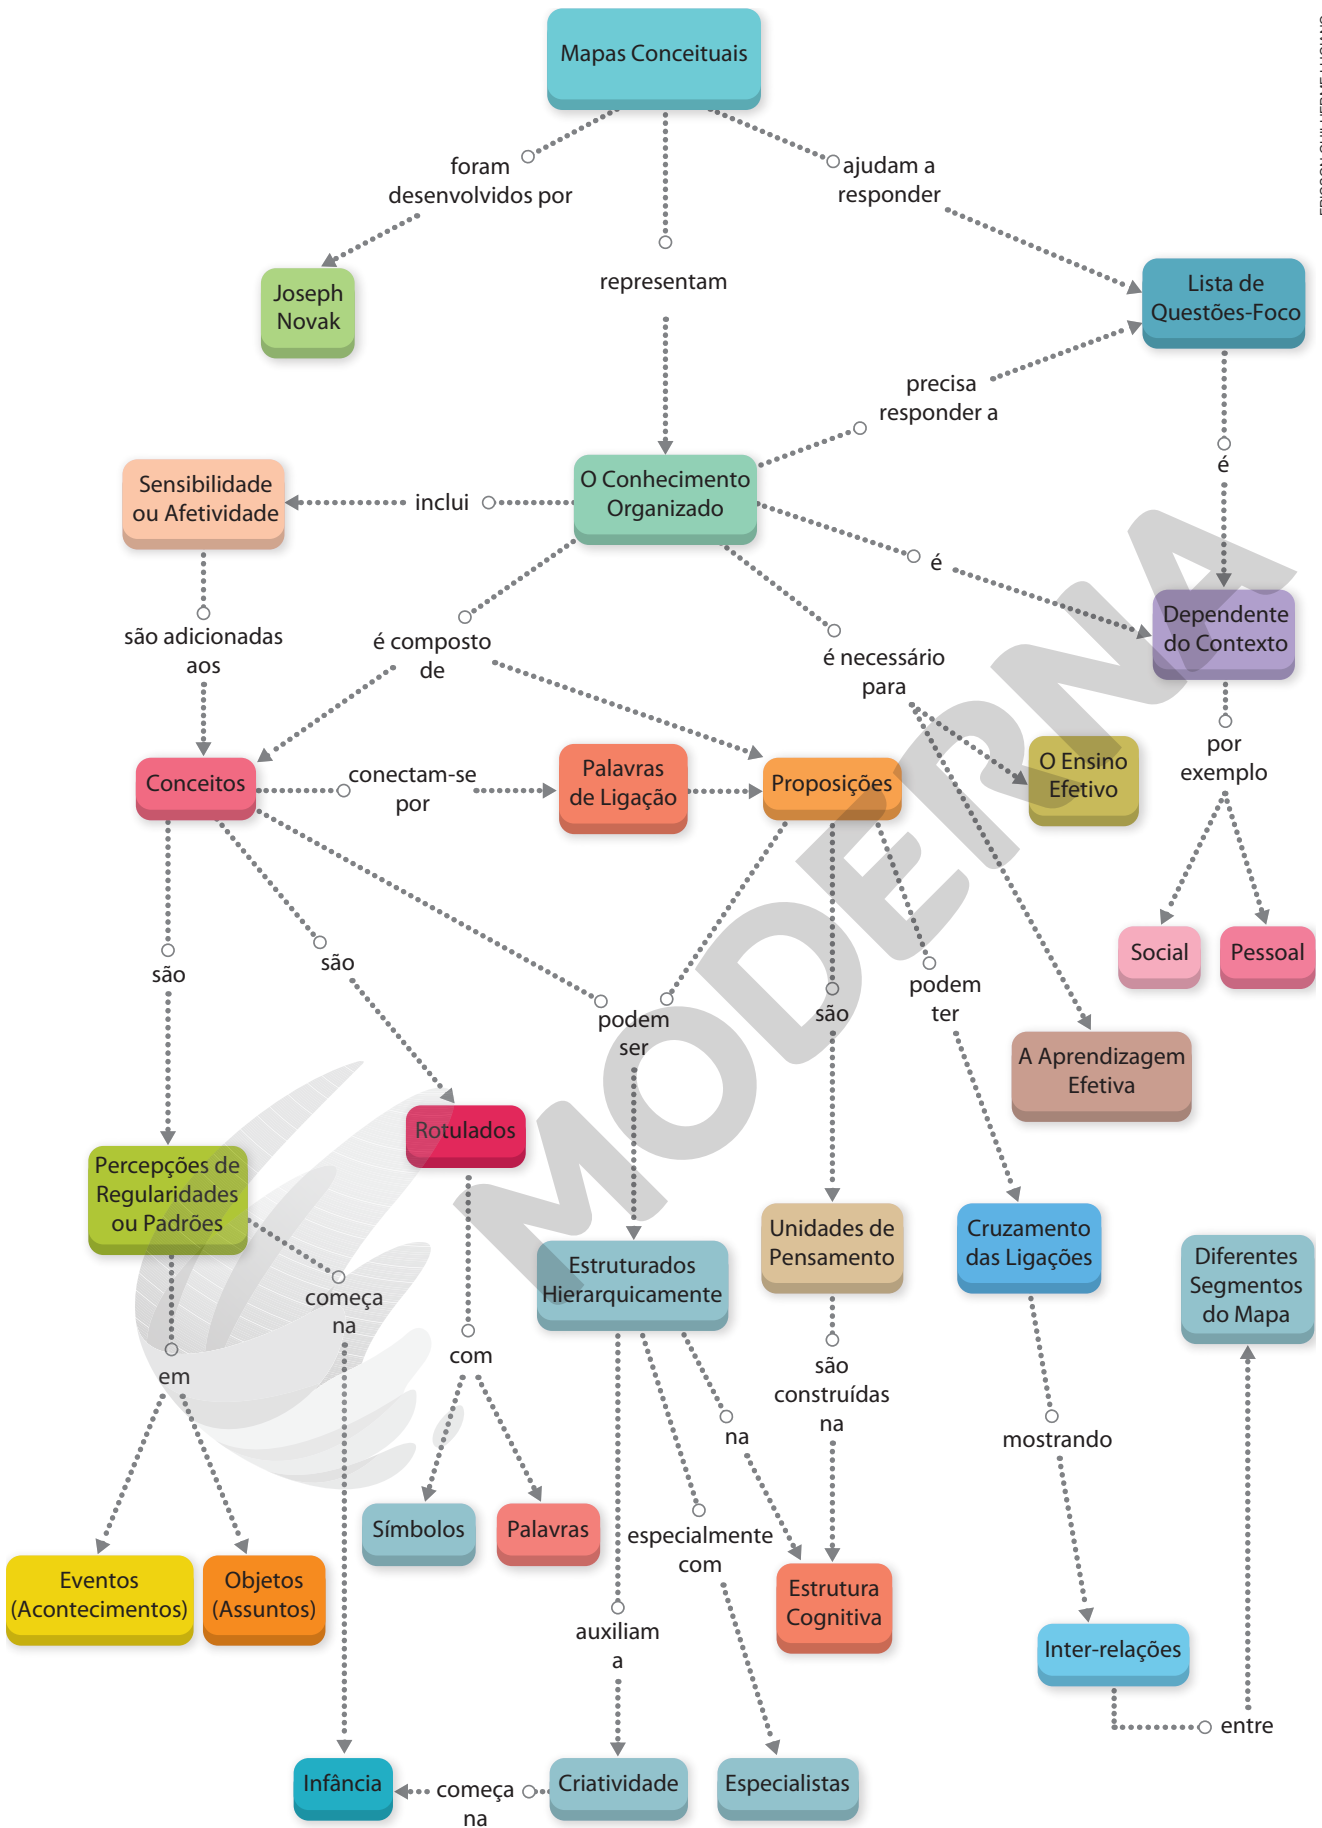 Mapas Conceituais
foram
desenvolvidos por
ajudam a
responder
representam
Joseph
Novak
Lista de
Questões-Foco
precisa
responder a
é
Sensibilidade
ou Afetividade
inclui
O Conhecimento
Organizado
é
Dependente
do Contexto
são adicionadas
aos
é composto
de
é necessário
para
por
exemplo
Conceitos
conectam-se
por
Palavras
de Ligação
Proposições
O Ensino
Efetivo
Social
Pessoal
são
são
podem
ser
são
podem
ter
A Aprendizagem
Efetiva
Rotulados
Percepções de
Regularidades
ou Padrões
Estruturados
Hierarquicamente
Unidades de
Pensamento
Cruzamento
das Ligações
Diferentes
Segmentos
do Mapa
começa
na
em
com
são
construídas
na
na
mostrando
Símbolos
Palavras
especialmente
com
Eventos
(Acontecimentos)
Objetos
(Assuntos)
Estrutura
Cognitiva
auxiliam
a
Inter-relações
entre
Infância
começa
na
Criatividade
Especialistas
MODERNA